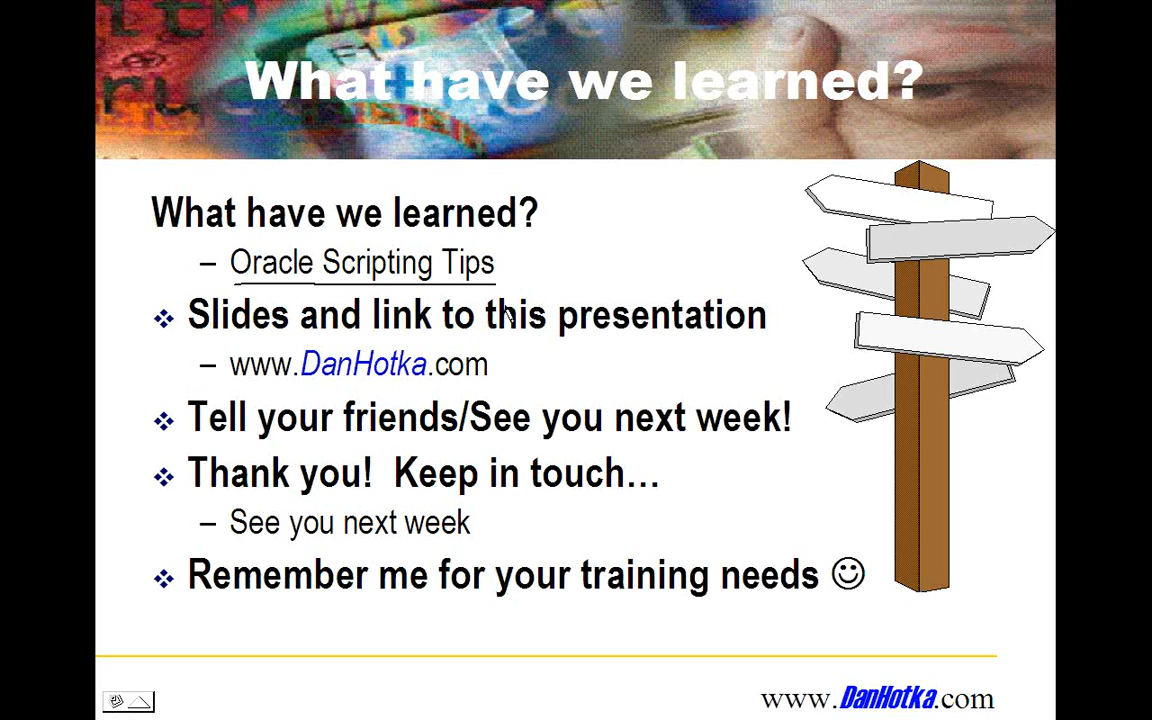 What have we learned?
What have we learned?
– Oracle Scripting Tips
❖ Slides and link to this presentation
– www.DanHotka.com
❖ Tell your friends/See you next week!
❖ Thank you! Keep in touch…
– See you next week
❖ Remember me for your training needs ☺
www.DanHotka.com